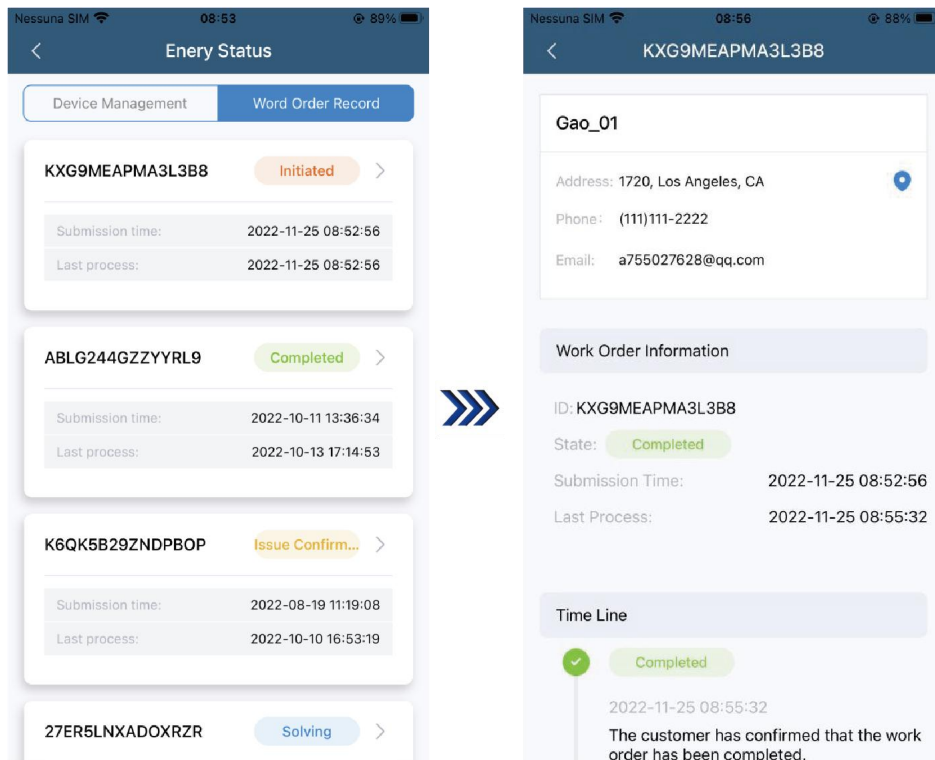 Nessuna SIM 08:53 89%
Enery Status
Device Management Word Order Record
KXG9MEAPMA3L3B8 Initiated
Submission time: 2022-11-25 08:52:56
Last process: 2022-11-25 08:52:56
ABLG244GZZYYRL9 Completed
Submission time: 2022-10-11 13:36:34
Last process: 2022-10-13 17:14:53
K6QK5B29ZNDPBOP Issue Confirm...
Submission time: 2022-08-19 11:19:08
Last process: 2022-10-10 16:53:19
27ER5LNXADOXRZR Solving
Nessuna SIM 08:56 88%
KXG9MEAPMA3L3B8
Gao_01
Address: 1720, Los Angeles, CA
Phone: (111)111-2222
Email: a755027628@qq.com
Work Order Information
ID: KXG9MEAPMA3L3B8
State: Completed
Submission Time: 2022-11-25 08:52:56
Last Process: 2022-11-25 08:55:32
Time Line
Completed
2022-11-25 08:55:32
The customer has confirmed that the work
order has been completed.